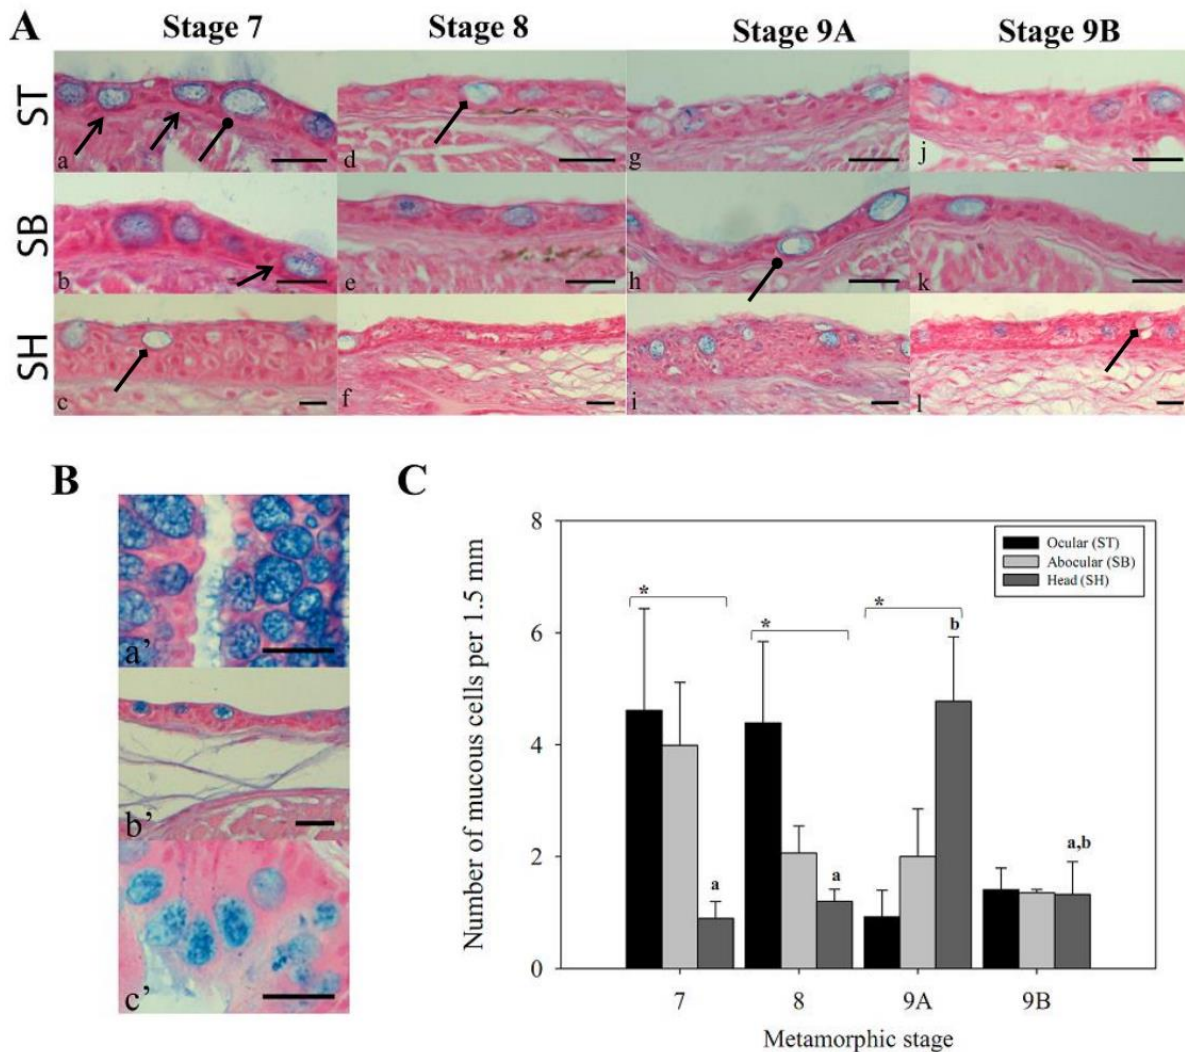 A
Stage 7
Stage 8
Stage 9A
Stage 9B
ST
a
d
g
j
SB
b
e
h
k
SH
c
f
i
l
B
a’
b’
c’
C
8
6
4
2
0
Number of mucous cells per 1.5 mm
Ocular (ST)
Abocular (SB)
Head (SH)
*
*
*
a
a
b
a,b
7
8
9A
9B
Metamorphic stage